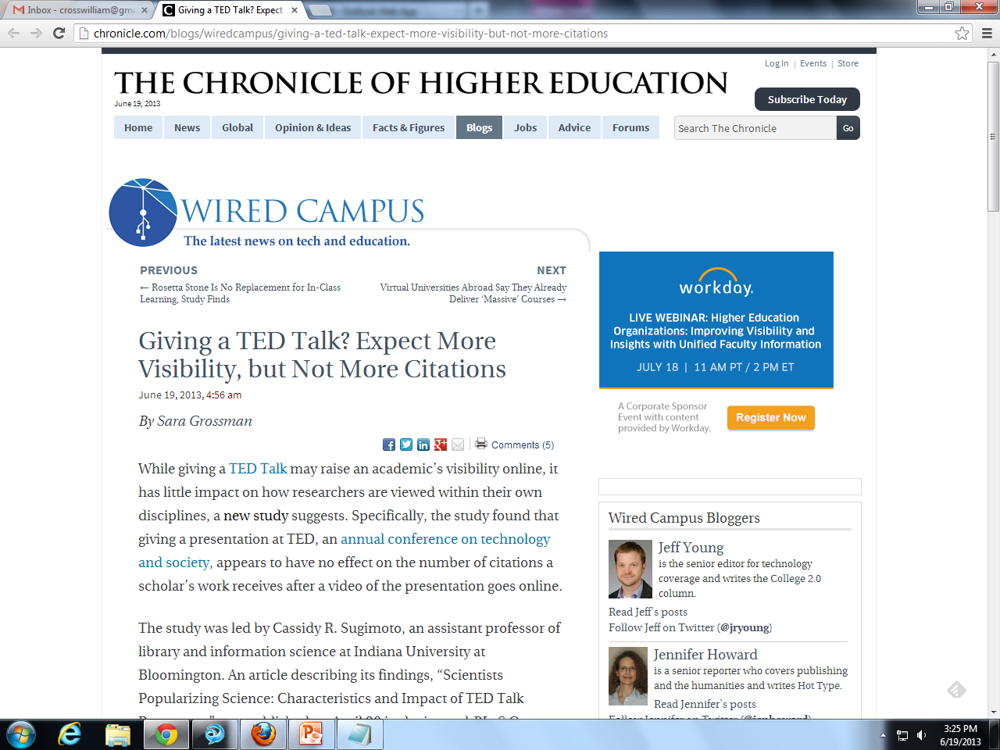 Inbox - crosswilliam@gma
Giving a TED Talk? Expect
chronicle.com/blogs/wiredcampus/giving-a-ted-talk-expect-more-visibility-but-not-more-citations
Log In | Events | Store
THE CHRONICLE OF HIGHER EDUCATION
June 19, 2013
Subscribe Today
Home News Global Opinion & Ideas Facts & Figures Blogs Jobs Advice Forums
Search The Chronicle Go
WIRED CAMPUS
The latest news on tech and education.
PREVIOUS
← Rosetta Stone Is No Replacement for In-Class
Learning, Study Finds
NEXT
Virtual Universities Abroad Say They Already
Deliver ‘Massive’ Courses →
Giving a TED Talk? Expect More
Visibility, but Not More Citations
June 19, 2013, 4:56 am
By Sara Grossman
Comments (5)
While giving a TED Talk may raise an academic’s visibility online, it
has little impact on how researchers are viewed within their own
disciplines, a new study suggests. Specifically, the study found that
giving a presentation at TED, an annual conference on technology
and society, appears to have no effect on the number of citations a
scholar’s work receives after a video of the presentation goes online.
The study was led by Cassidy R. Sugimoto, an assistant professor of
library and information science at Indiana University at
Bloomington. An article describing its findings, “Scientists
Popularizing Science: Characteristics and Impact of TED Talk
workday.
LIVE WEBINAR: Higher Education
Organizations: Improving Visibility and
Insights with Unified Faculty Information
JULY 18 | 11 AM PT / 2 PM ET
A Corporate Sponsor
Event with content
provided by Workday.
Register Now
Wired Campus Bloggers
Jeff Young
is the senior editor for technology
coverage and writes the College 2.0
column.
Read Jeff's posts
Follow Jeff on Twitter (@jryoung)
Jennifer Howard
is a senior reporter who covers publishing
and the humanities and writes Hot Type.
Read Jennifer's posts
Follow Jennifer on Twitter
3:25 PM
6/19/2013